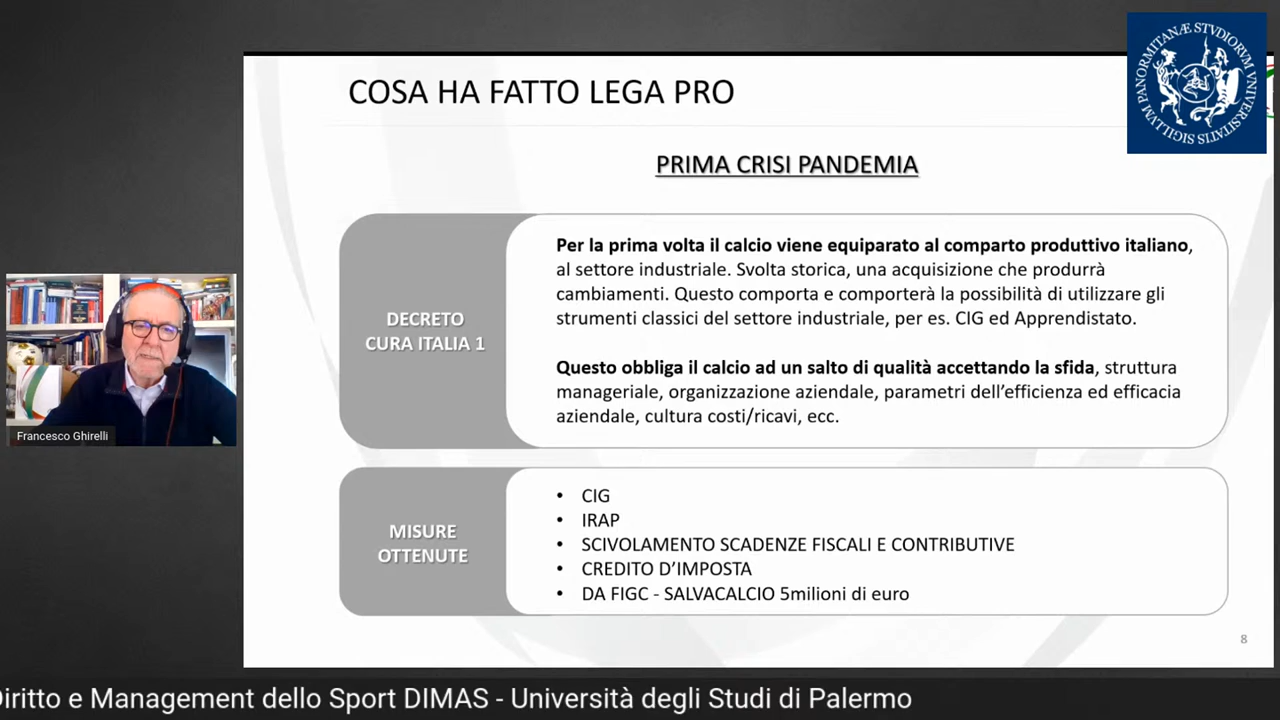 COSA HA FATTO LEGA PRO
SIGILLVM PANORMITANÆ STVDIORVM VNIVERSITATIS
PRIMA CRISI PANDEMIA
DECRETO
CURA ITALIA 1
Per la prima volta il calcio viene equiparato al comparto produttivo italiano,
al settore industriale. Svolta storica, una acquisizione che produrrà
cambiamenti. Questo comporta e comporterà la possibilità di utilizzare gli
strumenti classici del settore industriale, per es. CIG ed Apprendistato.
Questo obbliga il calcio ad un salto di qualità accettando la sfida, struttura
manageriale, organizzazione aziendale, parametri dell'efficienza ed efficacia
aziendale, cultura costi/ricavi, ecc.
Francesco Ghirelli
MISURE
OTTENUTE
• CIG
• IRAP
• SCIVOLAMENTO SCADENZE FISCALI E CONTRIBUTIVE
• CREDITO D'IMPOSTA
• DA FIGC - SALVACALCIO 5milioni di euro
8
Diritto e Management dello Sport DIMAS - Università degli Studi di Palermo